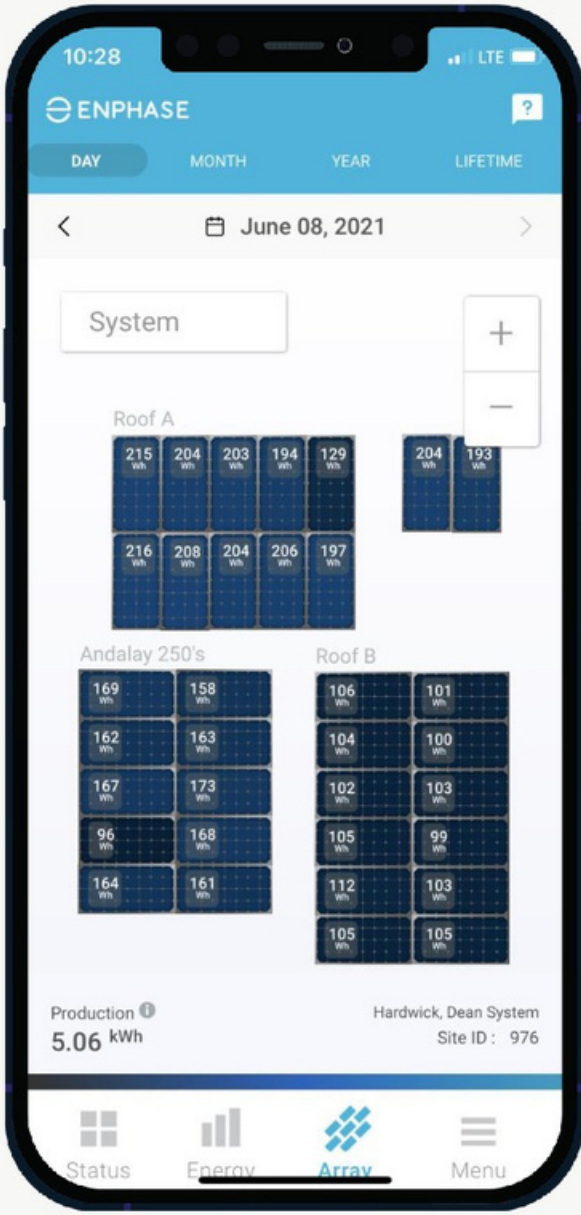 10:28
LTE
ENPHASE
?
DAY MONTH YEAR LIFETIME
< June 08, 2021 >
System
+
−
Roof A
215 204 203 194 129 204 193
Wh Wh Wh Wh Wh Wh Wh
216 208 204 206 197
Wh Wh Wh Wh Wh
Andalay 250's Roof B
169 158 106 101
Wh Wh Wh Wh
162 163 104 100
Wh Wh Wh Wh
167 173 102 103
Wh Wh Wh Wh
96 168 105 99
Wh Wh Wh Wh
164 161 112 103
Wh Wh Wh Wh
105 105
Wh Wh
Production i Hardwick, Dean System
5.06 kWh Site ID : 976
Status Energy Array Menu